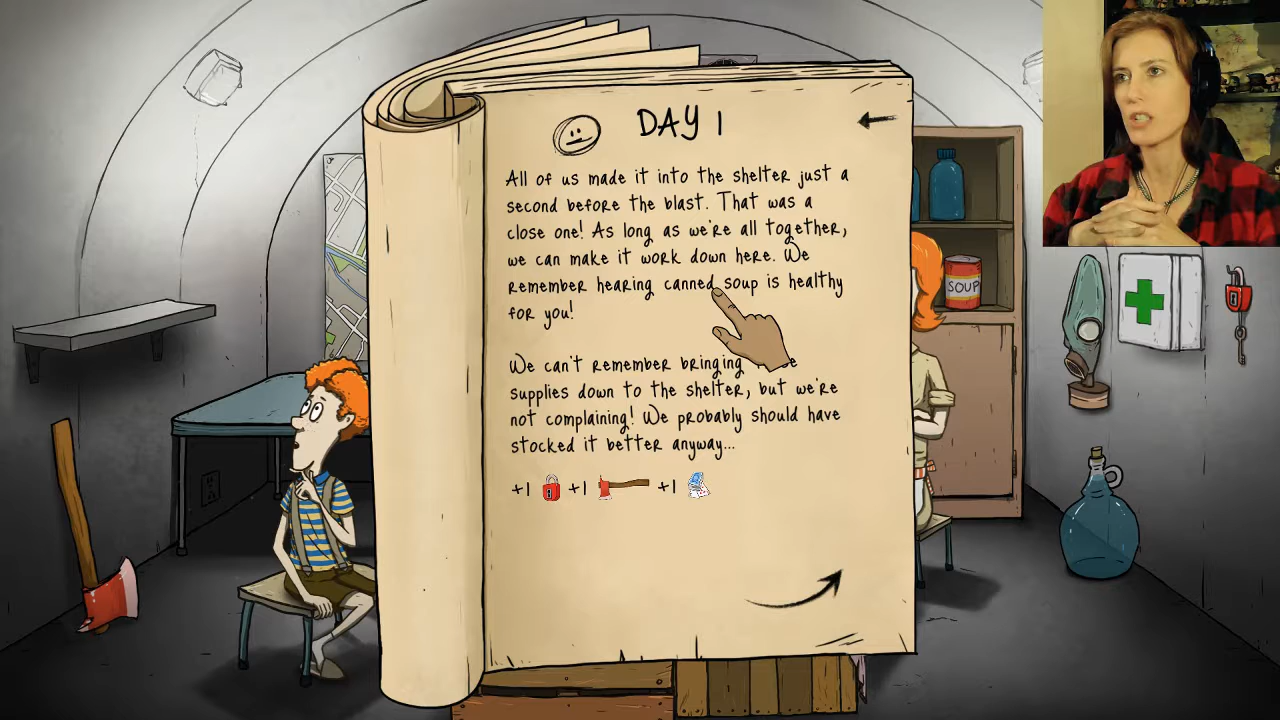 DAY 1
All of us made it into the shelter just a
second before the blast. That was a
close one! As long as we're all together,
we can make it work down here. We
remember hearing canned soup is healthy
for you!
We can't remember bringing
supplies down to the shelter, but we're
not complaining! We probably should have
stocked it better anyway...
+1 +1 +1
SOUP